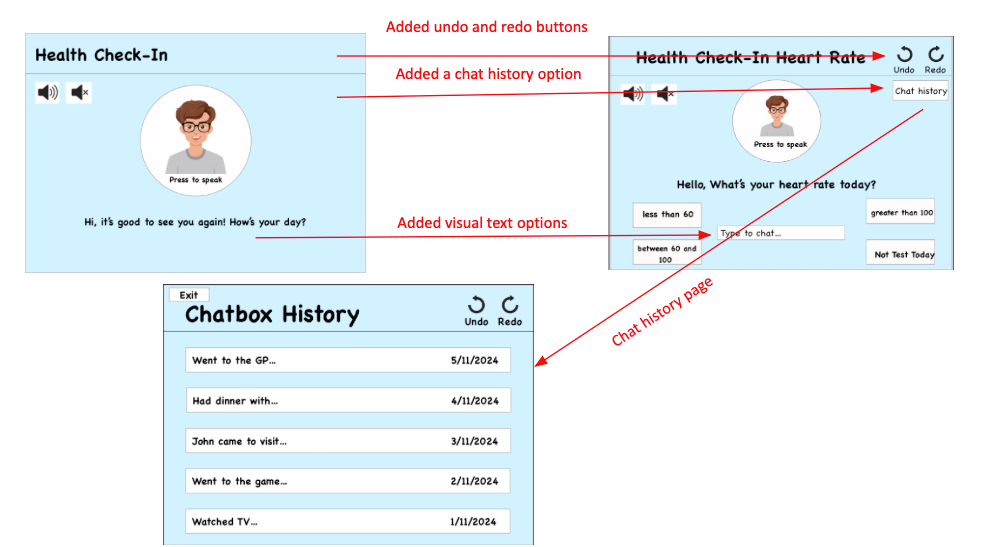 Added undo and redo buttons
Health Check-In
Added a chat history option
Press to speak
Hi, it's good to see you again! How's your day?
Added visual text options
Health Check-In Heart Rate
Undo Redo
Chat history
Press to speak
Hello, What's your heart rate today?
less than 60
greater than 100
Type to chat...
between 60 and
100
Not Test Today
Chat history page
Exit
Chatbox History
Undo Redo
Went to the GP... 5/11/2024
Had dinner with... 4/11/2024
John came to visit... 3/11/2024
Went to the game... 2/11/2024
Watched TV... 1/11/2024